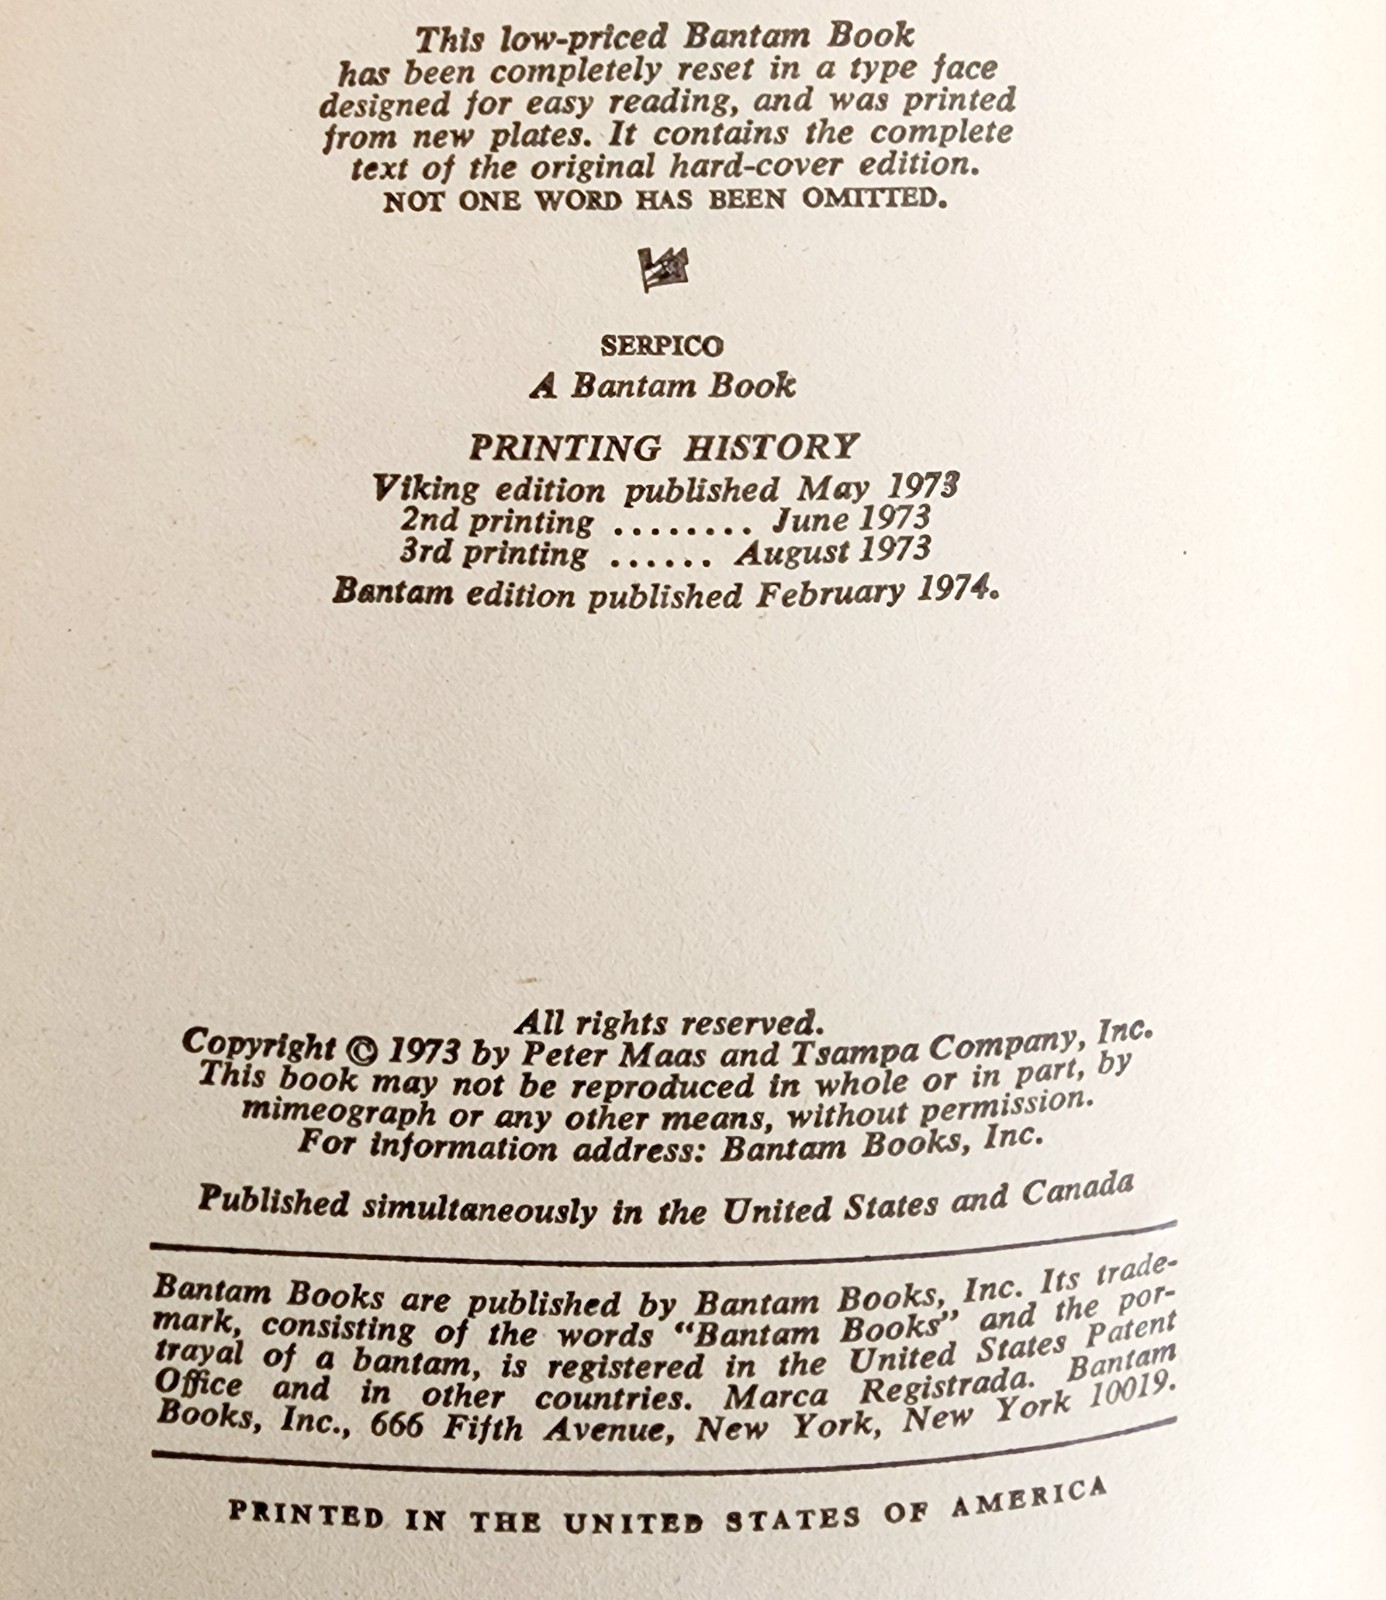 This low-priced Bantam Book
has been completely reset in a type face
designed for easy reading, and was printed
from new plates. It contains the complete
text of the original hard-cover edition.
NOT ONE WORD HAS BEEN OMITTED.
SERPICO
A Bantam Book
PRINTING HISTORY
Viking edition published May 1973
2nd printing ........ June 1973
3rd printing ...... August 1973
Bantam edition published February 1974.
All rights reserved.
Copyright © 1973 by Peter Maas and Tsampa Company, Inc.
This book may not be reproduced in whole or in part, by
mimeograph or any other means, without permission.
For information address: Bantam Books, Inc.
Published simultaneously in the United States and Canada
Bantam Books are published by Bantam Books, Inc. Its trade-
mark, consisting of the words "Bantam Books" and the por-
trayal of a bantam, is registered in the United States Patent
Office and in other countries. Marca Registrada. Bantam
Books, Inc., 666 Fifth Avenue, New York, New York 10019.
PRINTED IN THE UNITED STATES OF AMERICA